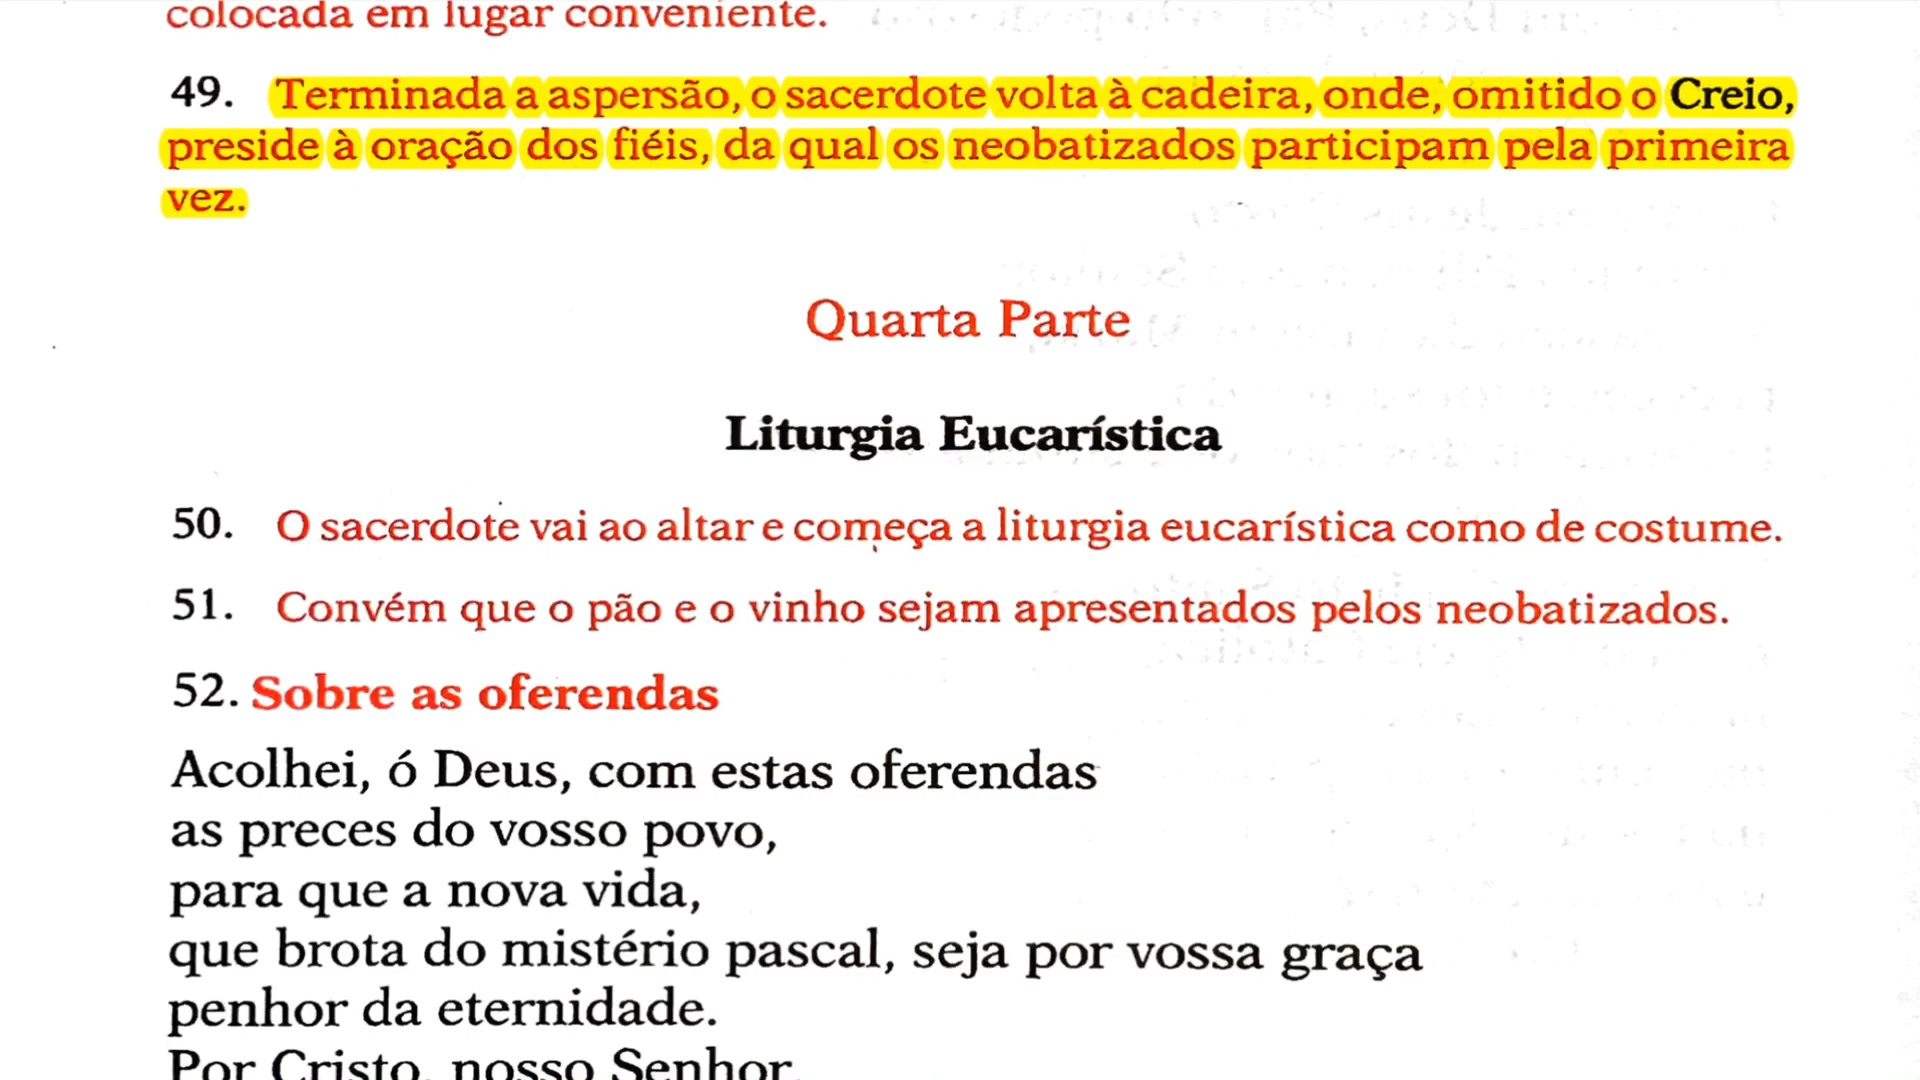 colocada em lugar conveniente.
49. Terminada a aspersão, o sacerdote volta à cadeira, onde, omitido o Creio,
preside à oração dos fiéis, da qual os neobatizados participam pela primeira
vez.
Quarta Parte
Liturgia Eucarística
50. O sacerdote vai ao altar e começa a liturgia eucarística como de costume.
51. Convém que o pão e o vinho sejam apresentados pelos neobatizados.
52. Sobre as oferendas
Acolhei, ó Deus, com estas oferendas
as preces do vosso povo,
para que a nova vida,
que brota do mistério pascal, seja por vossa graça
penhor da eternidade.
Por Cristo, nosso Senhor.